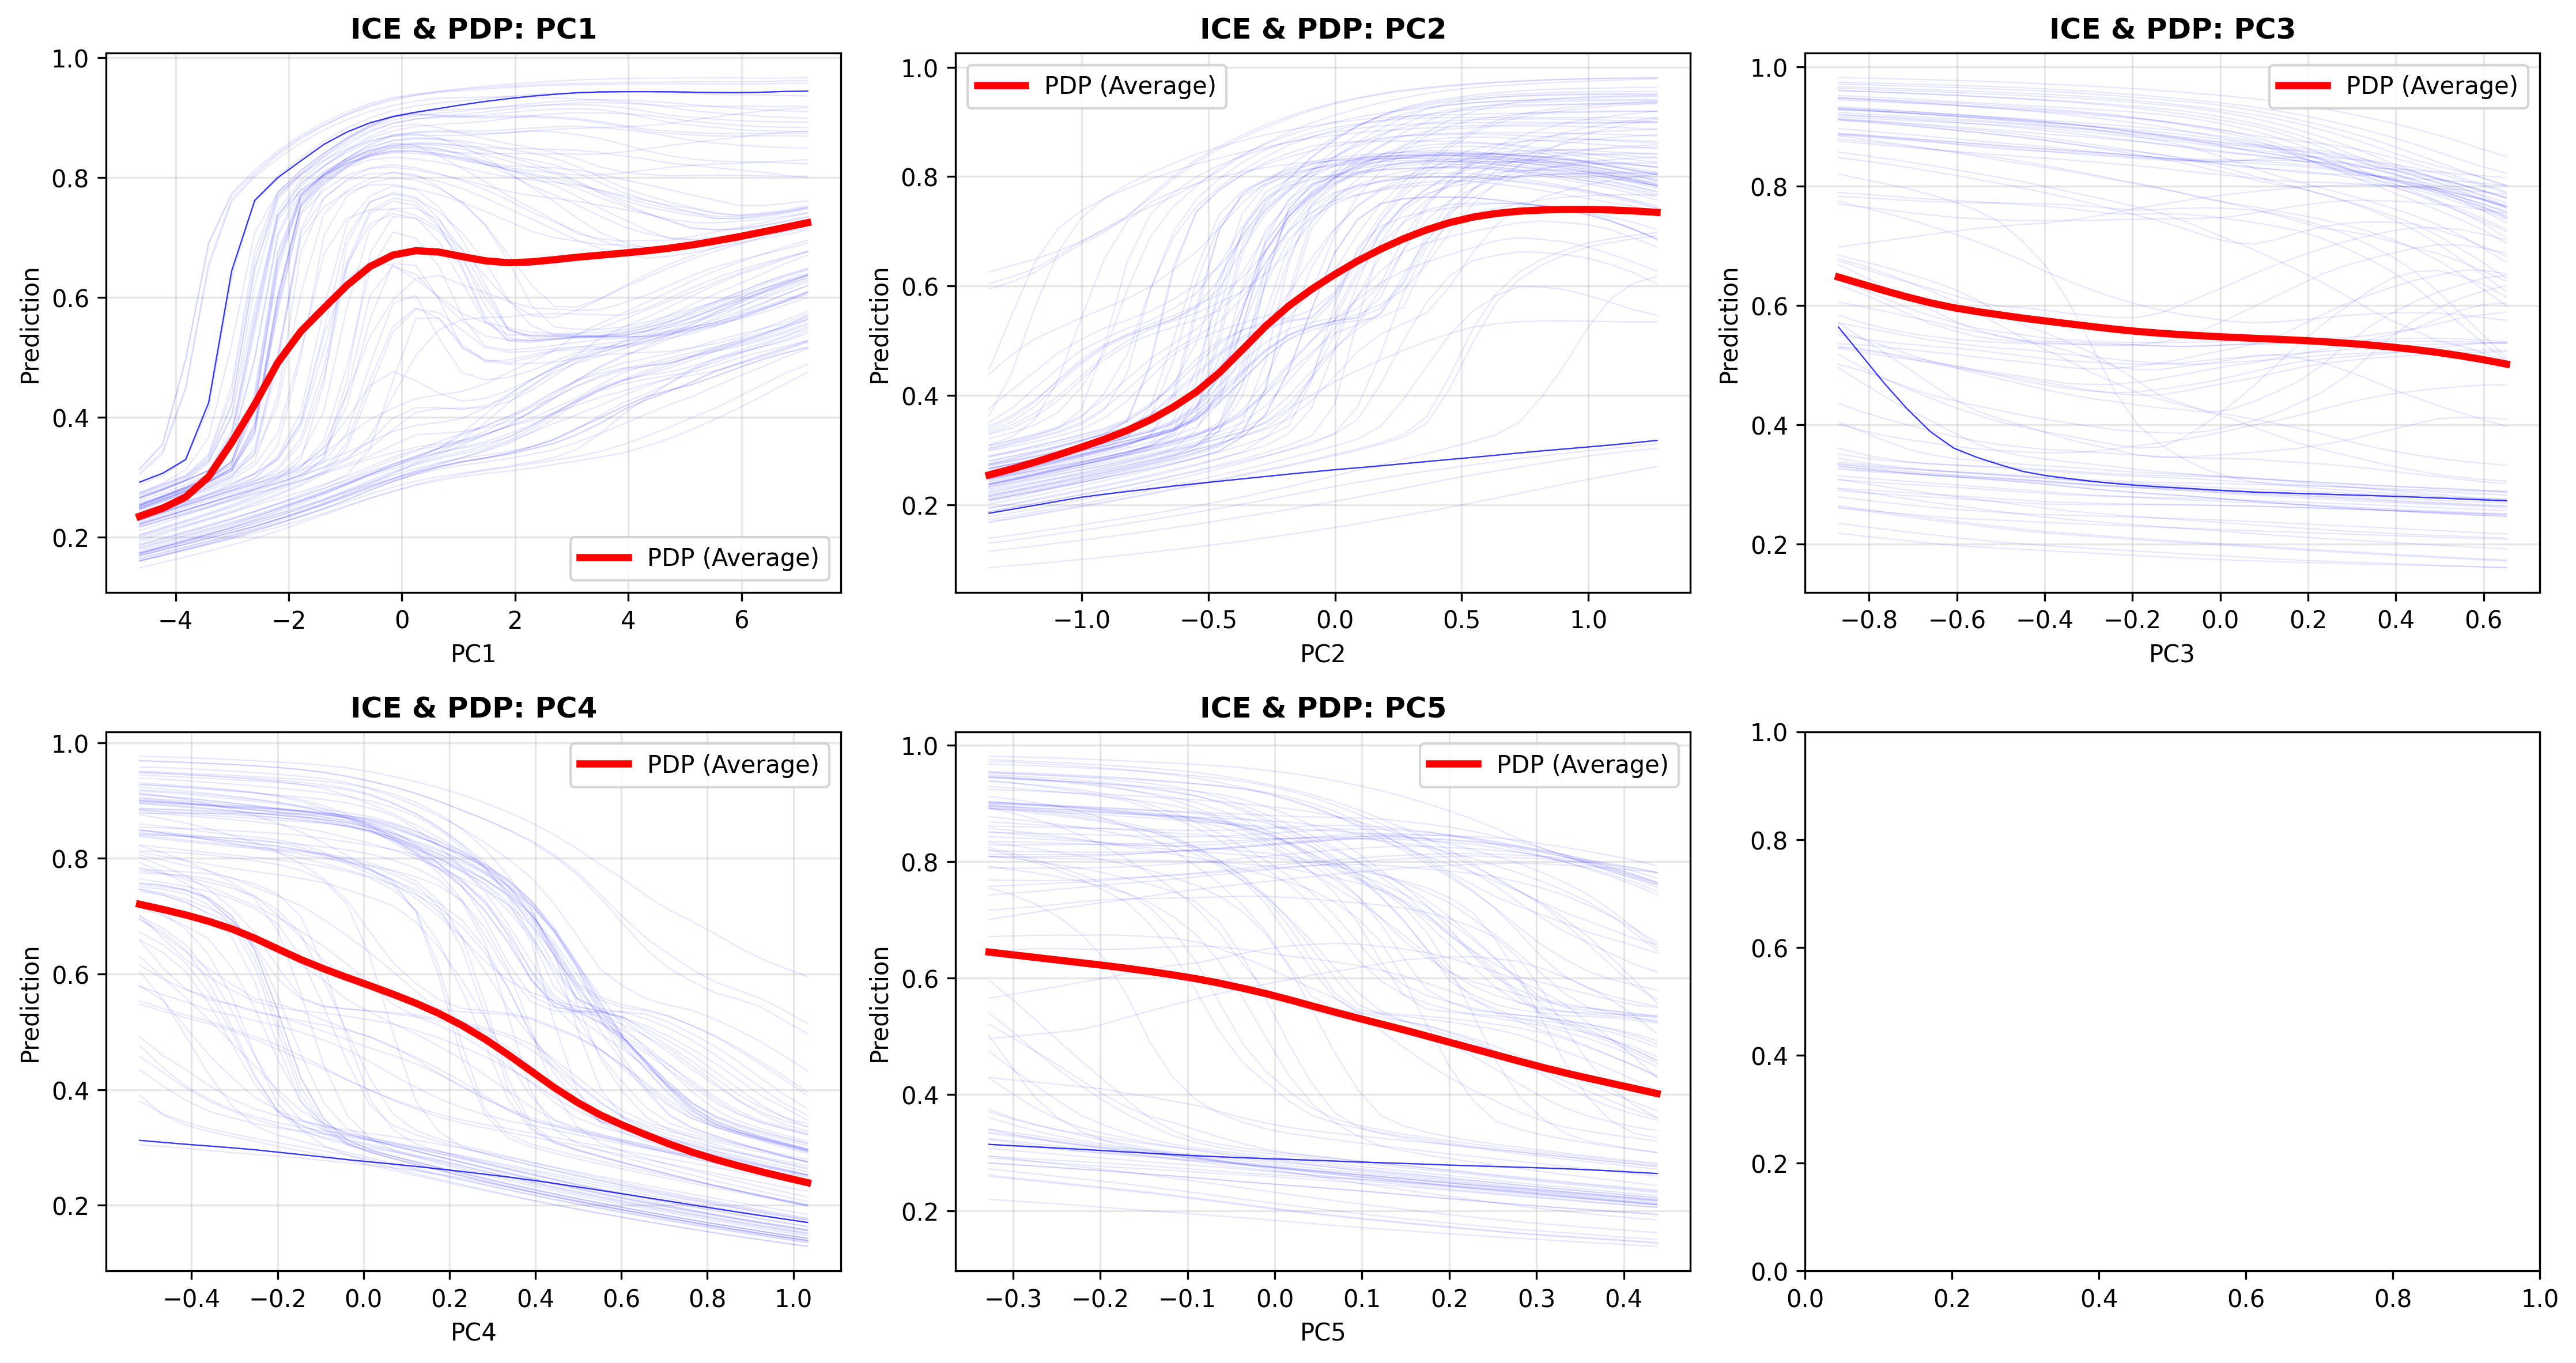 ICE & PDP: PC1
1.0
0.8
0.6
0.4
0.2
Prediction
PDP (Average)
−4 −2 0 2 4 6
PC1
ICE & PDP: PC2
1.0
0.8
0.6
0.4
0.2
Prediction
PDP (Average)
−1.0 −0.5 0.0 0.5 1.0
PC2
ICE & PDP: PC3
1.0
0.8
0.6
0.4
0.2
Prediction
PDP (Average)
−0.8 −0.6 −0.4 −0.2 0.0 0.2 0.4 0.6
PC3
ICE & PDP: PC4
1.0
0.8
0.6
0.4
0.2
Prediction
PDP (Average)
−0.4 −0.2 0.0 0.2 0.4 0.6 0.8 1.0
PC4
ICE & PDP: PC5
1.0
0.8
0.6
0.4
0.2
Prediction
PDP (Average)
−0.3 −0.2 −0.1 0.0 0.1 0.2 0.3 0.4
PC5
1.0
0.8
0.6
0.4
0.2
0.0
0.0 0.2 0.4 0.6 0.8 1.0